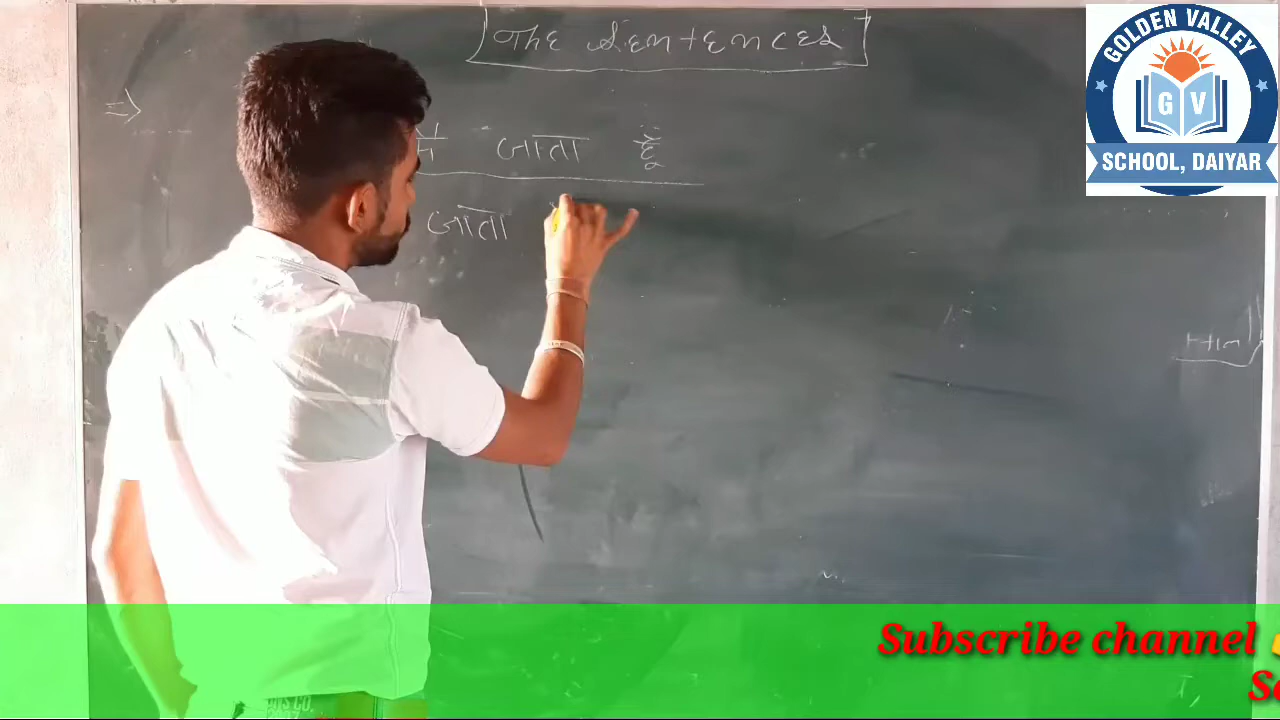 The Sentences
GOLDEN VALLEY
G V
SCHOOL, DAIYAR
⇒
मैं जाता हूँ
जाता
Subscribe channel